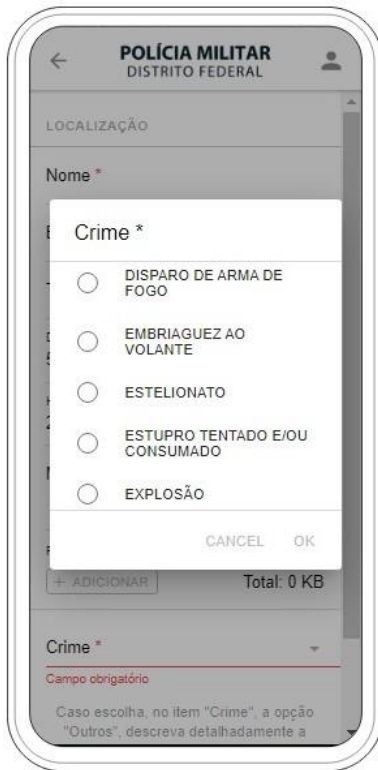 POLÍCIA MILITAR
DISTRITO FEDERAL
LOCALIZAÇÃO
Nome *
Crime *
DISPARO DE ARMA DE
FOGO
EMBRIAGUEZ AO
VOLANTE
ESTELIONATO
ESTUPRO TENTADO E/OU
CONSUMADO
EXPLOSÃO
CANCEL OK
+ ADICIONAR Total: 0 KB
Crime *
Campo obrigatório
Caso escolha, no item "Crime", a opção
"Outros", descreva detalhadamente a